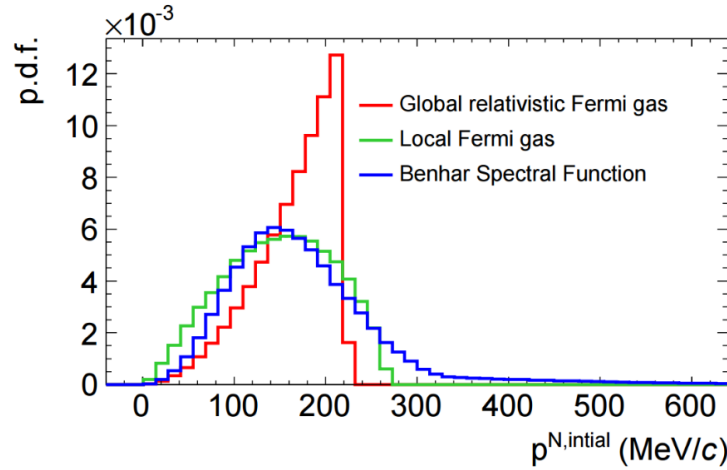 ×10⁻³
p.d.f.
12
10
8
6
4
2
0
Global relativistic Fermi gas
Local Fermi gas
Benhar Spectral Function
0 100 200 300 400 500 600
p^{N,intial} (MeV/c)